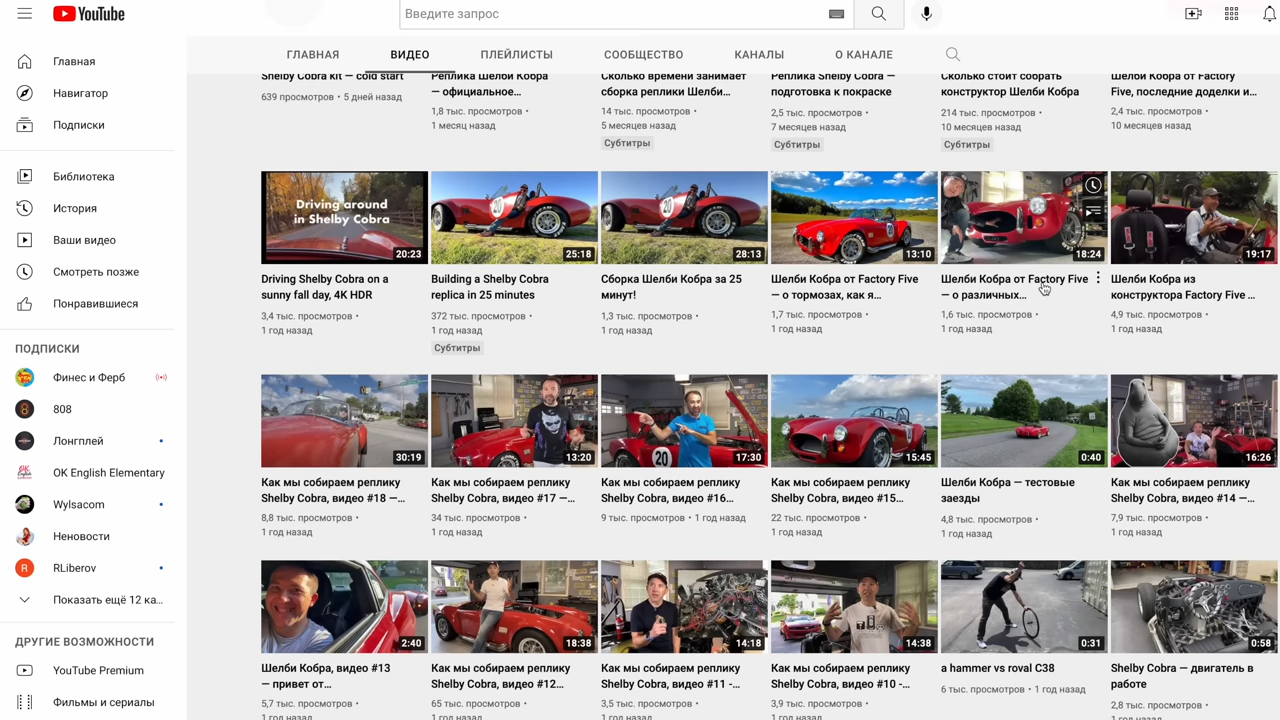 YouTube
Введите запрос
ГЛАВНАЯ
ВИДЕО
ПЛЕЙЛИСТЫ
СООБЩЕСТВО
КАНАЛЫ
О КАНАЛЕ
Главная
Навигатор
Подписки
Библиотека
История
Ваши видео
Смотреть позже
Понравившиеся
ПОДПИСКИ
Финес и Ферб
808
Лонгплей
OK English Elementary
Wylsacom
Неновости
RLiberov
Показать ещё 12 ка...
ДРУГИЕ ВОЗМОЖНОСТИ
YouTube Premium
Фильмы и сериалы
Shelby Cobra kit — cold start
639 просмотров • 5 дней назад
Реплика Шелби Кобра
— официальное...
1,8 тыс. просмотров •
1 месяц назад
Сколько времени занимает
сборка реплики Шелби...
14 тыс. просмотров •
5 месяцев назад
Субтитры
Реплика Shelby Cobra —
подготовка к покраске
2,5 тыс. просмотров •
7 месяцев назад
Субтитры
Сколько стоит собрать
конструктор Шелби Кобра
214 тыс. просмотров •
10 месяцев назад
Субтитры
Шелби Кобра от Factory
Five, последние доделки и...
2,4 тыс. просмотров •
10 месяцев назад
Driving around
in Shelby Cobra
20:23
Driving Shelby Cobra on a
sunny fall day, 4K HDR
3,4 тыс. просмотров •
1 год назад
20
25:18
Building a Shelby Cobra
replica in 25 minutes
372 тыс. просмотров •
1 год назад
Субтитры
20
28:13
Сборка Шелби Кобра за 25
минут!
1,3 тыс. просмотров •
1 год назад
13:10
Шелби Кобра от Factory Five
— о тормозах, как я...
1,7 тыс. просмотров •
1 год назад
18:24
Шелби Кобра от Factory Five
— о различных...
1,6 тыс. просмотров •
1 год назад
19:17
Шелби Кобра из
конструктора Factory Five ...
4,9 тыс. просмотров •
1 год назад
30:19
Как мы собираем реплику
Shelby Cobra, видео #18 —...
8,8 тыс. просмотров •
1 год назад
13:20
Как мы собираем реплику
Shelby Cobra, видео #17 —...
34 тыс. просмотров •
1 год назад
20
17:30
Как мы собираем реплику
Shelby Cobra, видео #16...
9 тыс. просмотров • 1 год назад
15:45
Как мы собираем реплику
Shelby Cobra, видео #15...
22 тыс. просмотров •
1 год назад
0:40
Шелби Кобра — тестовые
заезды
4,8 тыс. просмотров •
1 год назад
16:26
Как мы собираем реплику
Shelby Cobra, видео #14 —...
7,9 тыс. просмотров •
1 год назад
2:40
Шелби Кобра, видео #13
— привет от...
5,7 тыс. просмотров •
1 год назад
18:38
Как мы собираем реплику
Shelby Cobra, видео #12...
65 тыс. просмотров •
1 год назад
14:18
Как мы собираем реплику
Shelby Cobra, видео #11 -...
3,5 тыс. просмотров •
1 год назад
14:38
Как мы собираем реплику
Shelby Cobra, видео #10 -...
3,9 тыс. просмотров •
1 год назад
0:31
a hammer vs roval C38
6 тыс. просмотров • 1 год назад
0:58
Shelby Cobra — двигатель в
работе
2,8 тыс. просмотров •
1 год назад